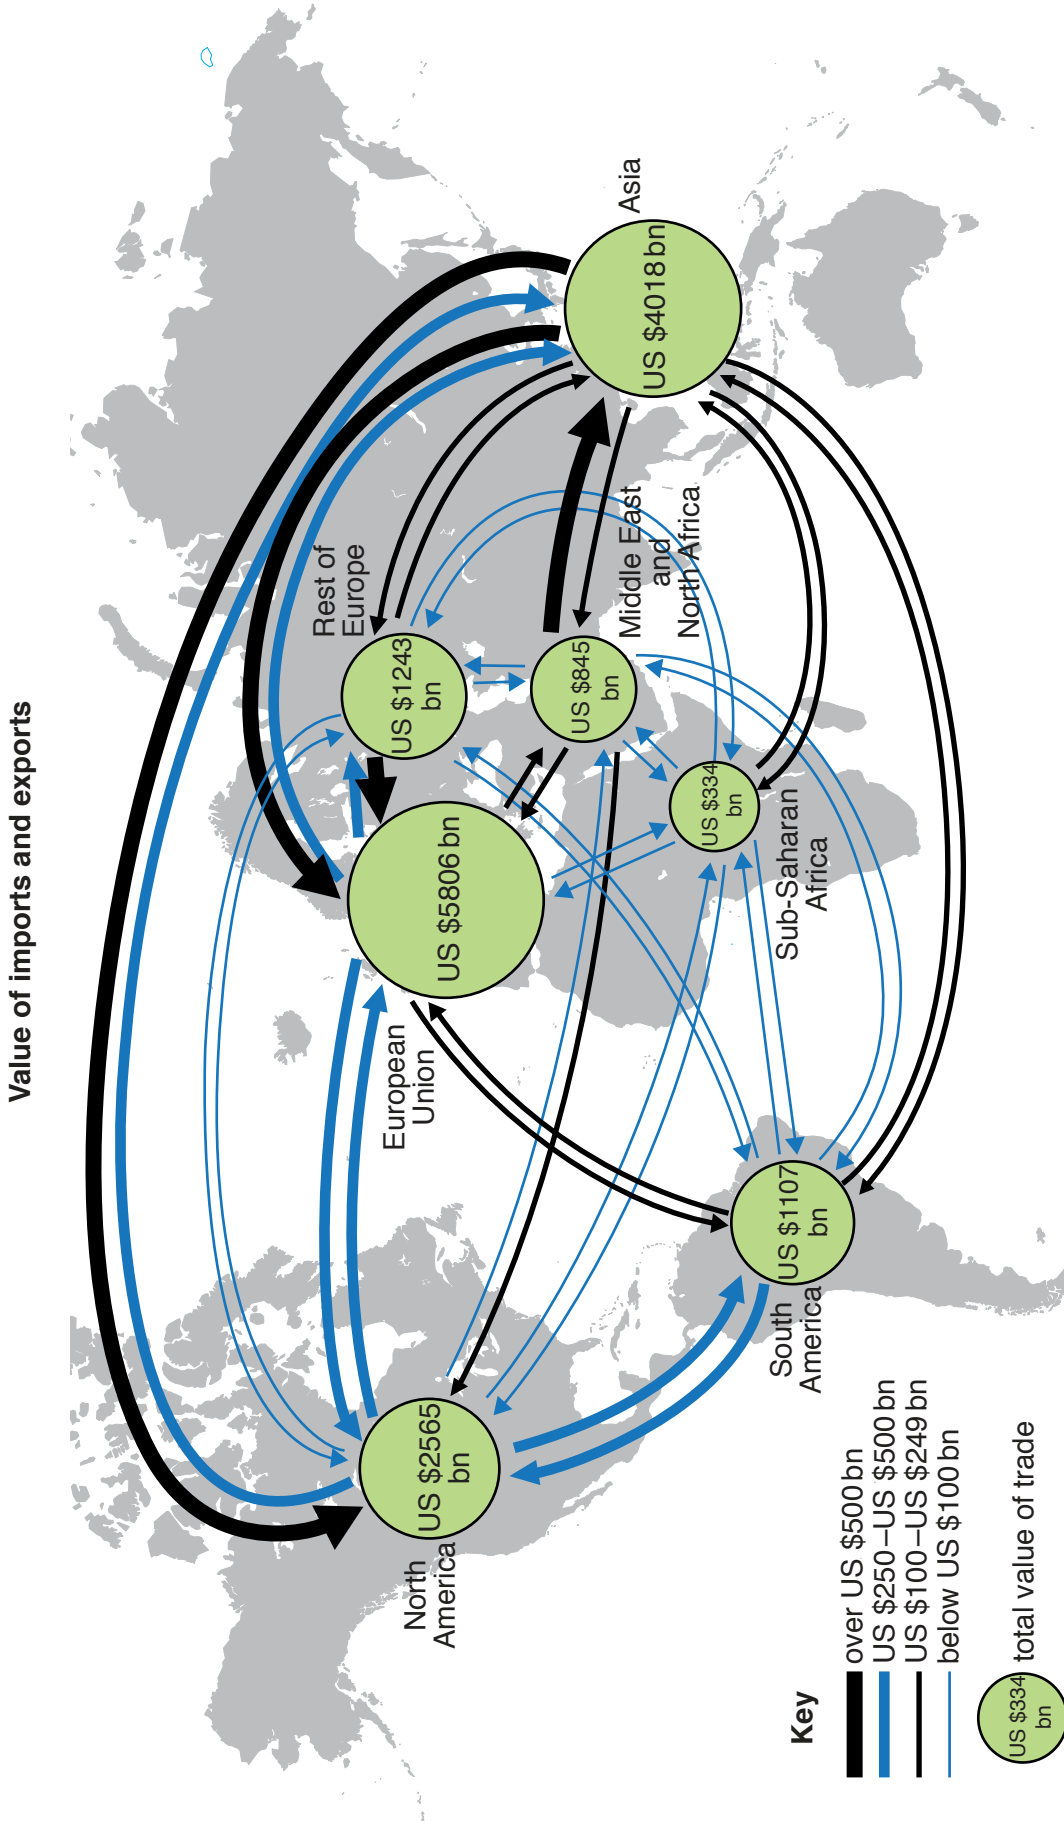 Value of imports and exports
North
America
US $2565
bn
European
Union
US $5806 bn
Rest of
Europe
US $1243
bn
US $845
bn
Middle East
and
North Africa
Asia
US $4018 bn
US $334
bn
Sub-Saharan
Africa
South
America
US $1107
bn
Key
over US $500 bn
US $250–US $500 bn
US $100–US $249 bn
below US $100 bn
US $334
bn
total value of trade